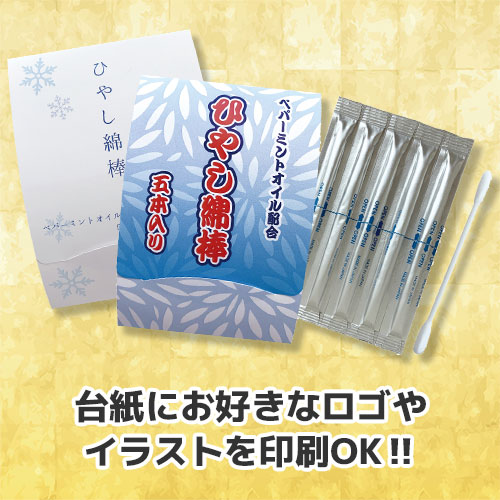 ひやし綿棒
ペパーミントオイル
ペパーミントオイル配合
ひやし綿棒
五本入り
OPEN
台紙にお好きなロゴや
イラストを印刷OK!!